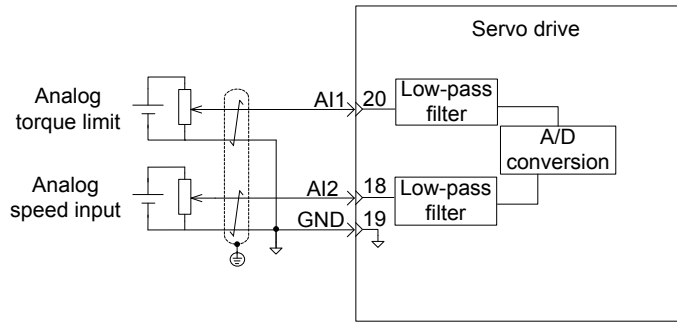 Servo drive
Analog
torque limit
AI1
20
Low-pass
filter
A/D
conversion
Analog
speed input
AI2
18
Low-pass
filter
GND
19